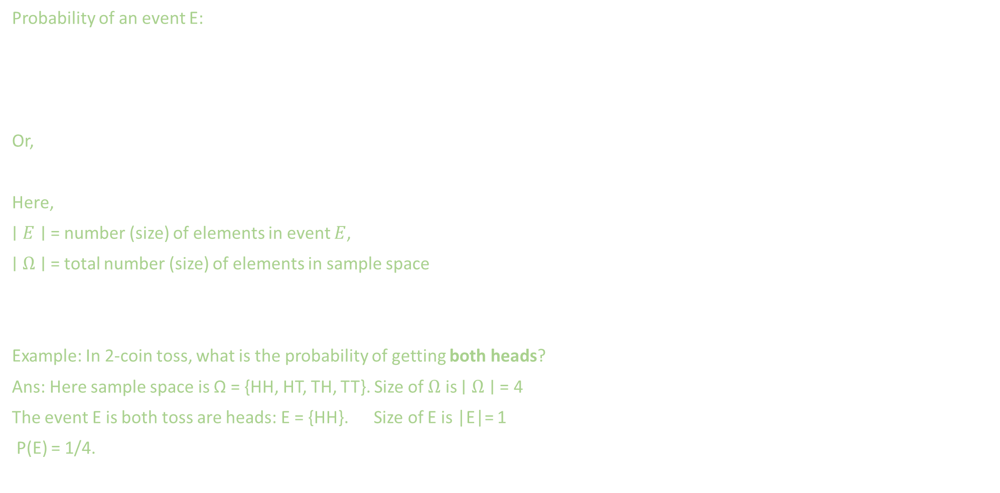 Probability of an event E:
Or,
Here,
| 𝐸 | = number (size) of elements in event 𝐸,
| Ω | = total number (size) of elements in sample space
Example: In 2-coin toss, what is the probability of getting both heads?
Ans: Here sample space is Ω = {HH, HT, TH, TT}. Size of Ω is | Ω | = 4
The event E is both toss are heads: E = {HH}. Size of E is |E|= 1
P(E) = 1/4.